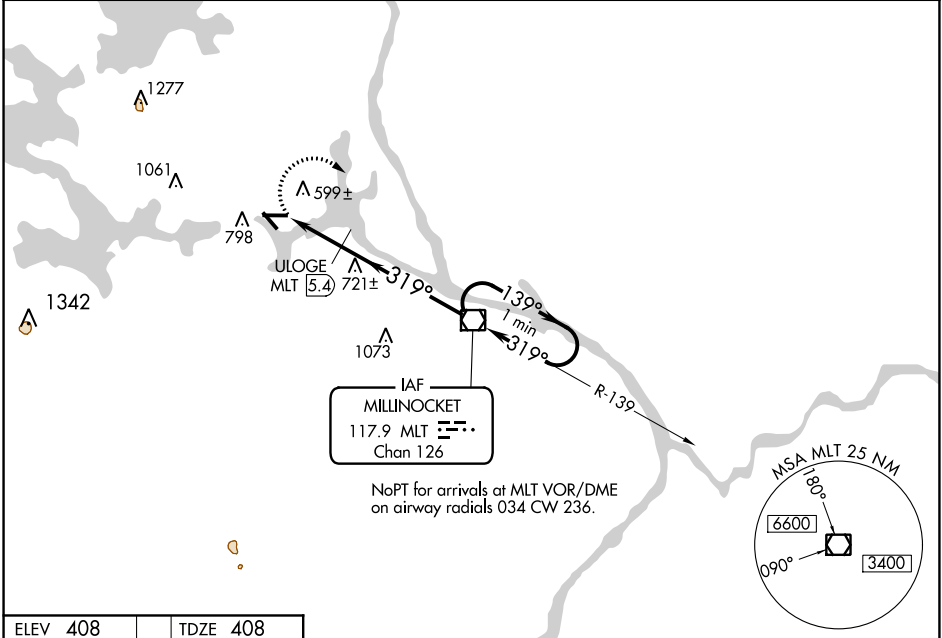 1277
1061
599±
798
ULOGE
MLT 5.4
721±
319°
139°
1 min
319°
1342
1073
R-139
IAF
MILLINOCKET
117.9 MLT
Chan 126
NoPT for arrivals at MLT VOR/DME
on airway radials 034 CW 236.
MSA MLT 25 NM
180°
6600
090°
3400
ELEV 408 TDZE 408